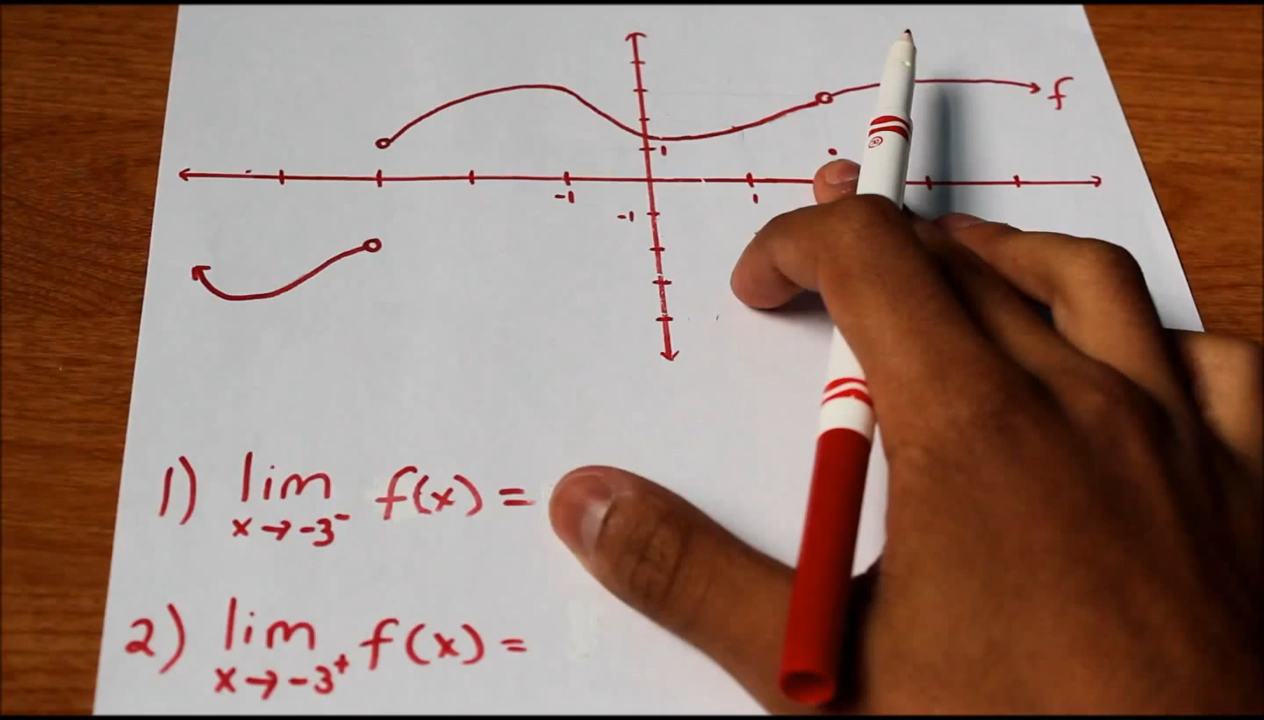 f
1
-1
1
-1
1) lim x→-3⁻ f(x) =
2) lim x→-3⁺ f(x) =